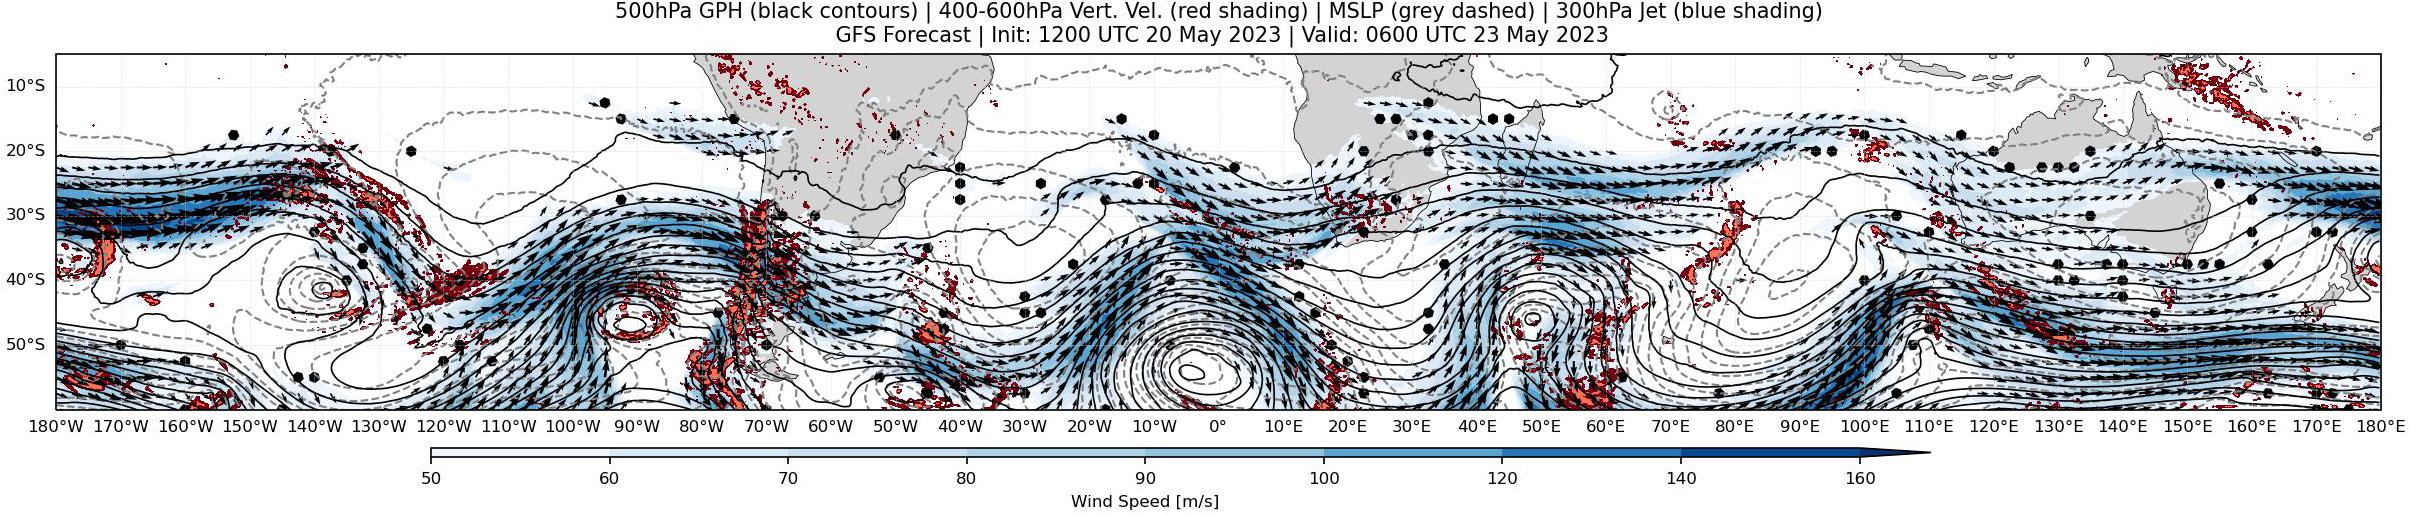 500hPa GPH (black contours) | 400-600hPa Vert. Vel. (red shading) | MSLP (grey dashed) | 300hPa Jet (blue shading)
GFS Forecast | Init: 1200 UTC 20 May 2023 | Valid: 0600 UTC 23 May 2023
10°S
20°S
30°S
40°S
50°S
180°W 170°W 160°W 150°W 140°W 130°W 120°W 110°W 100°W 90°W 80°W 70°W 60°W 50°W 40°W 30°W 20°W 10°W 0° 10°E 20°E 30°E 40°E 50°E 60°E 70°E 80°E 90°E 100°E 110°E 120°E 130°E 140°E 150°E 160°E 170°E 180°E
50 60 70 80 90 100 120 140 160
Wind Speed [m/s]